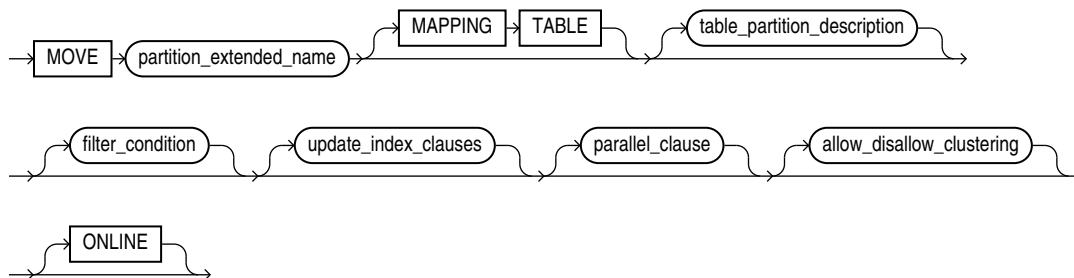 MOVE partition_extended_name MAPPING TABLE table_partition_description
filter_condition update_index_clauses parallel_clause allow_disallow_clustering
ONLINE